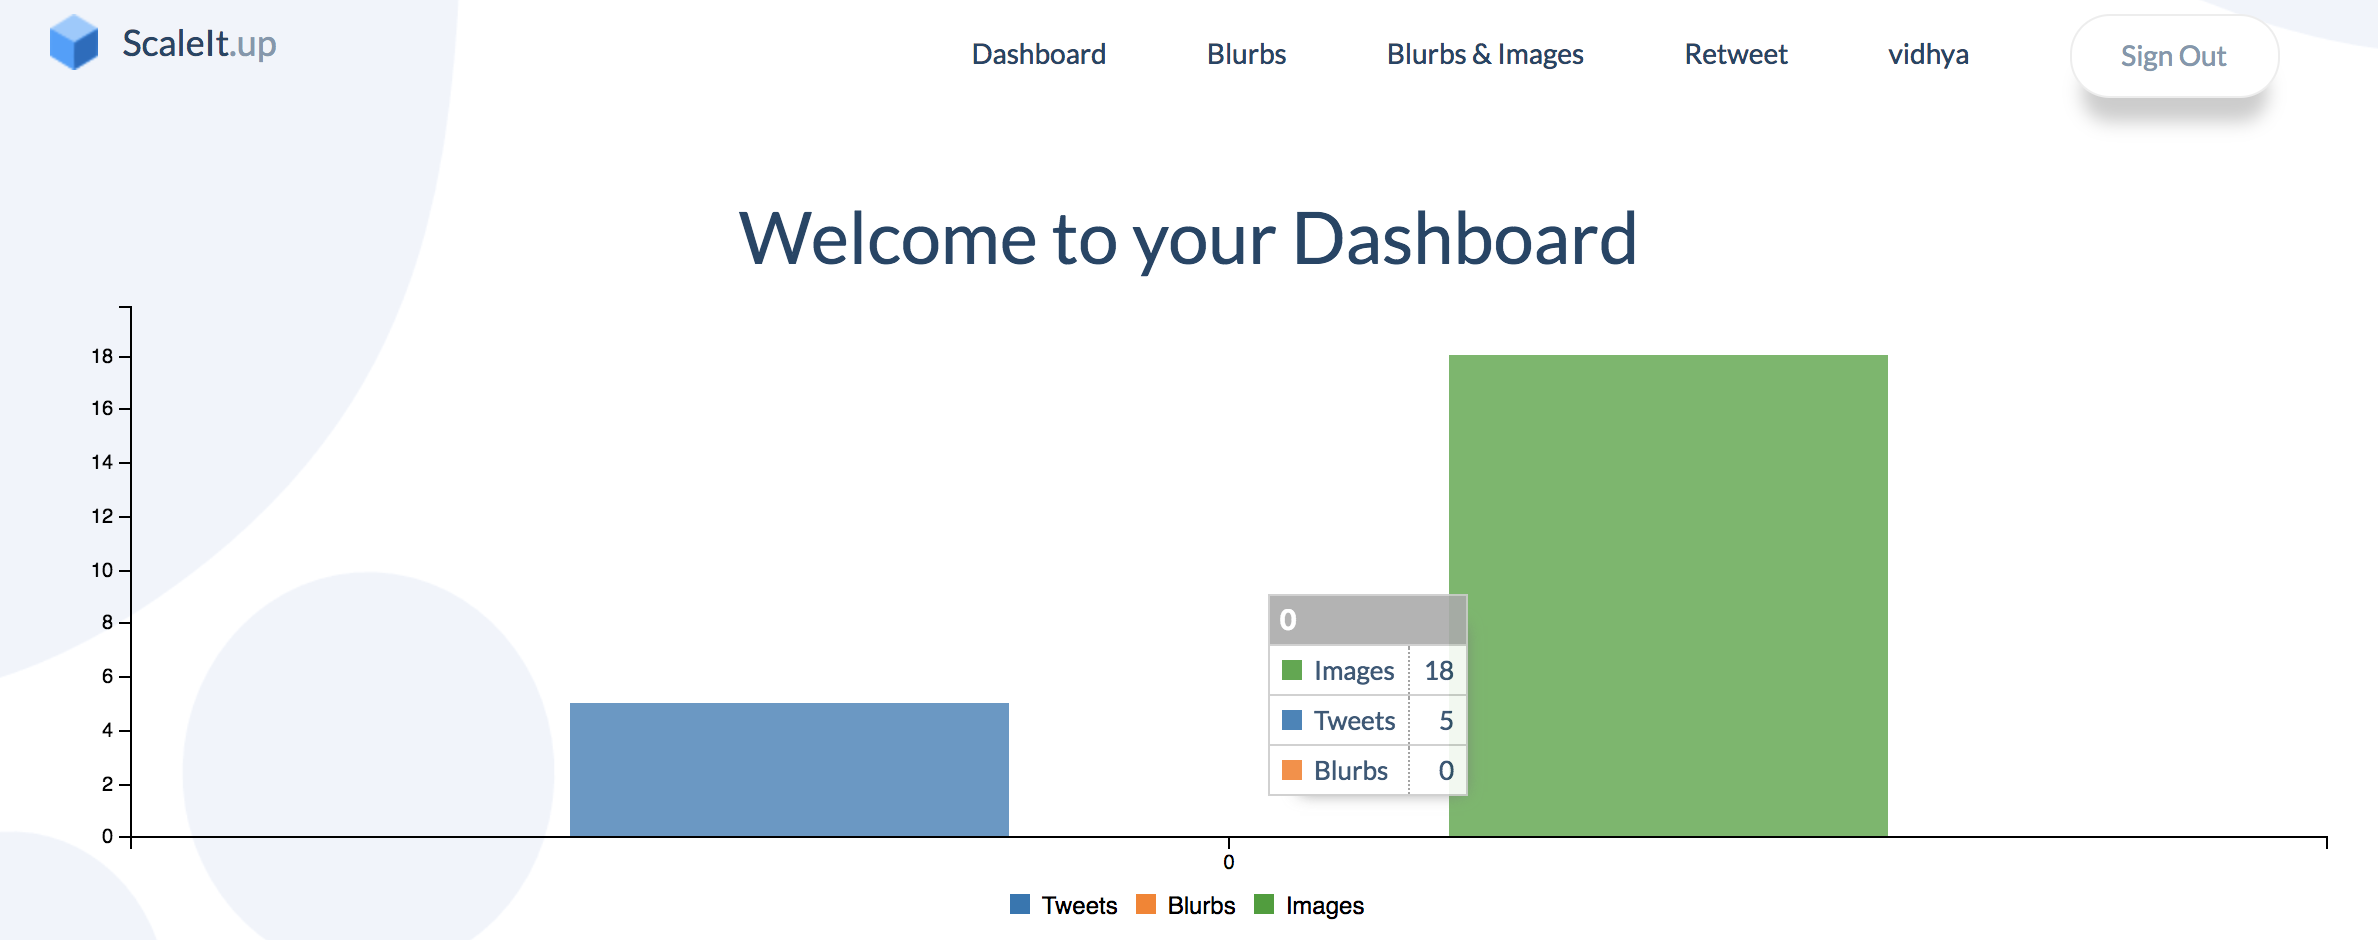 ScaleIt.up
Dashboard Blurbs Blurbs & Images Retweet vidhya Sign Out
Welcome to your Dashboard
18
16
14
12
10
8
6
4
2
0
0
Images 18
Tweets 5
Blurbs 0
0
Tweets Blurbs Images